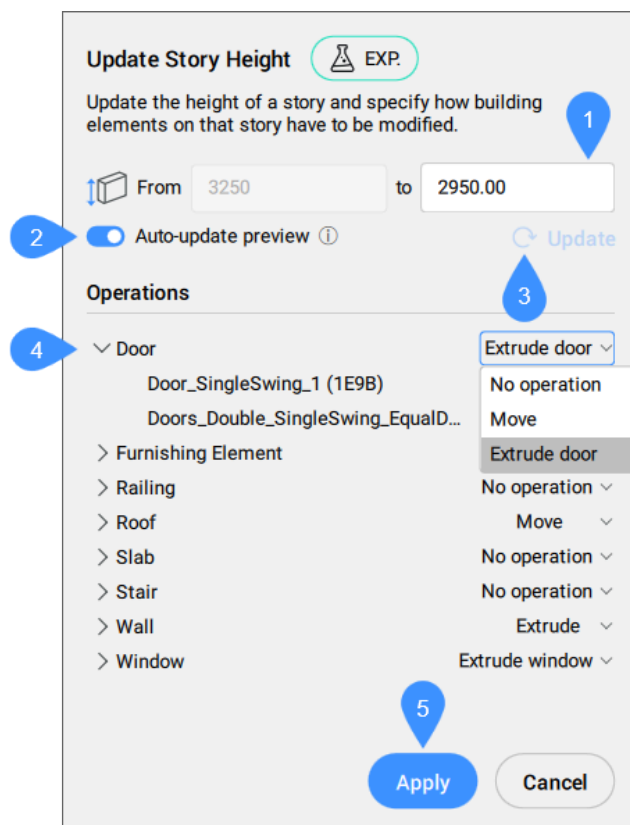 Update Story Height EXP.
Update the height of a story and specify how building
elements on that story have to be modified.
1
From 3250 to 2950.00
2 Auto-update preview Update
3
Operations
4 Door Extrude door
Door_SingleSwing_1 (1E9B) No operation
Doors_Double_SingleSwing_EqualD... Move
Furnishing Element Extrude door
Railing No operation
Roof Move
Slab No operation
Stair No operation
Wall Extrude
Window Extrude window
5
Apply Cancel